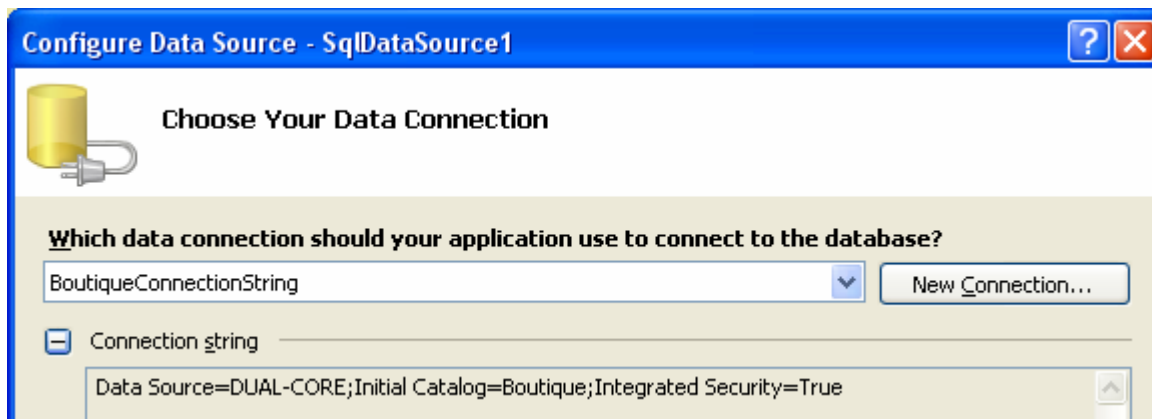 Configure Data Source - SqlDataSource1
Choose Your Data Connection
Which data connection should your application use to connect to the database?
BoutiqueConnectionString
New Connection...
Connection string
Data Source=DUAL-CORE;Initial Catalog=Boutique;Integrated Security=True